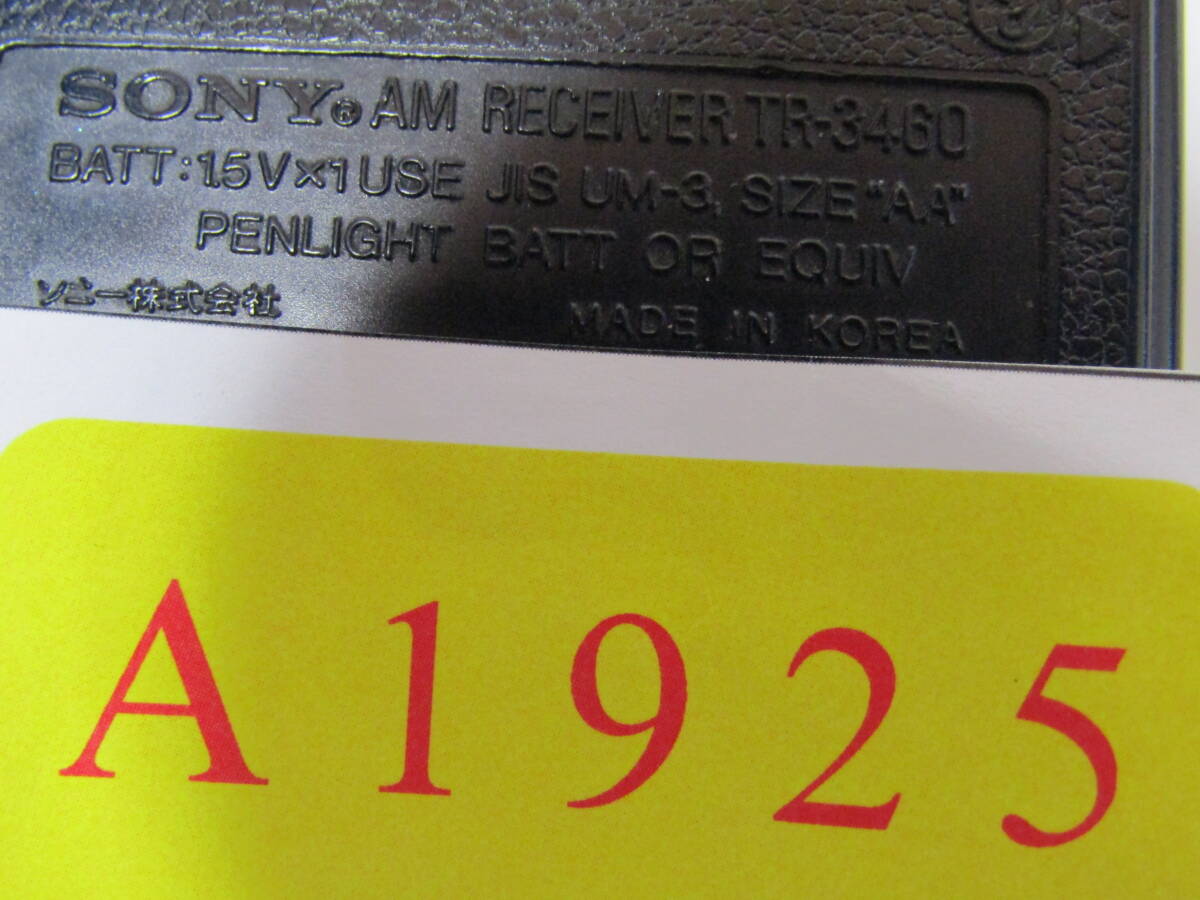 SONY® AM RECEIVER TR-3460
BATT: 1.5V×1 USE JIS UM-3, SIZE "AA"
PENLIGHT BATT OR EQUIV
ソニー株式会社
MADE IN KOREA
A1925